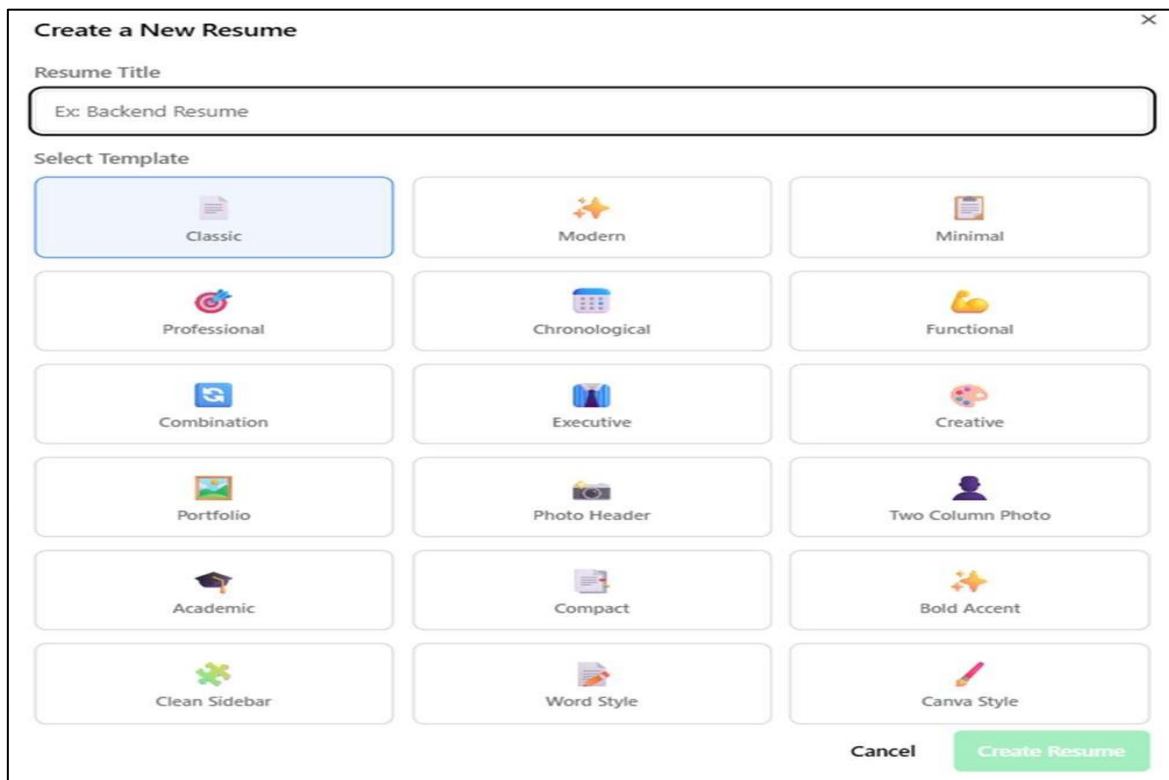 Create a New Resume
×
Resume Title
Ex: Backend Resume
Select Template
Classic
Modern
Minimal
Professional
Chronological
Functional
Combination
Executive
Creative
Portfolio
Photo Header
Two Column Photo
Academic
Compact
Bold Accent
Clean Sidebar
Word Style
Canva Style
Cancel
Create Resume